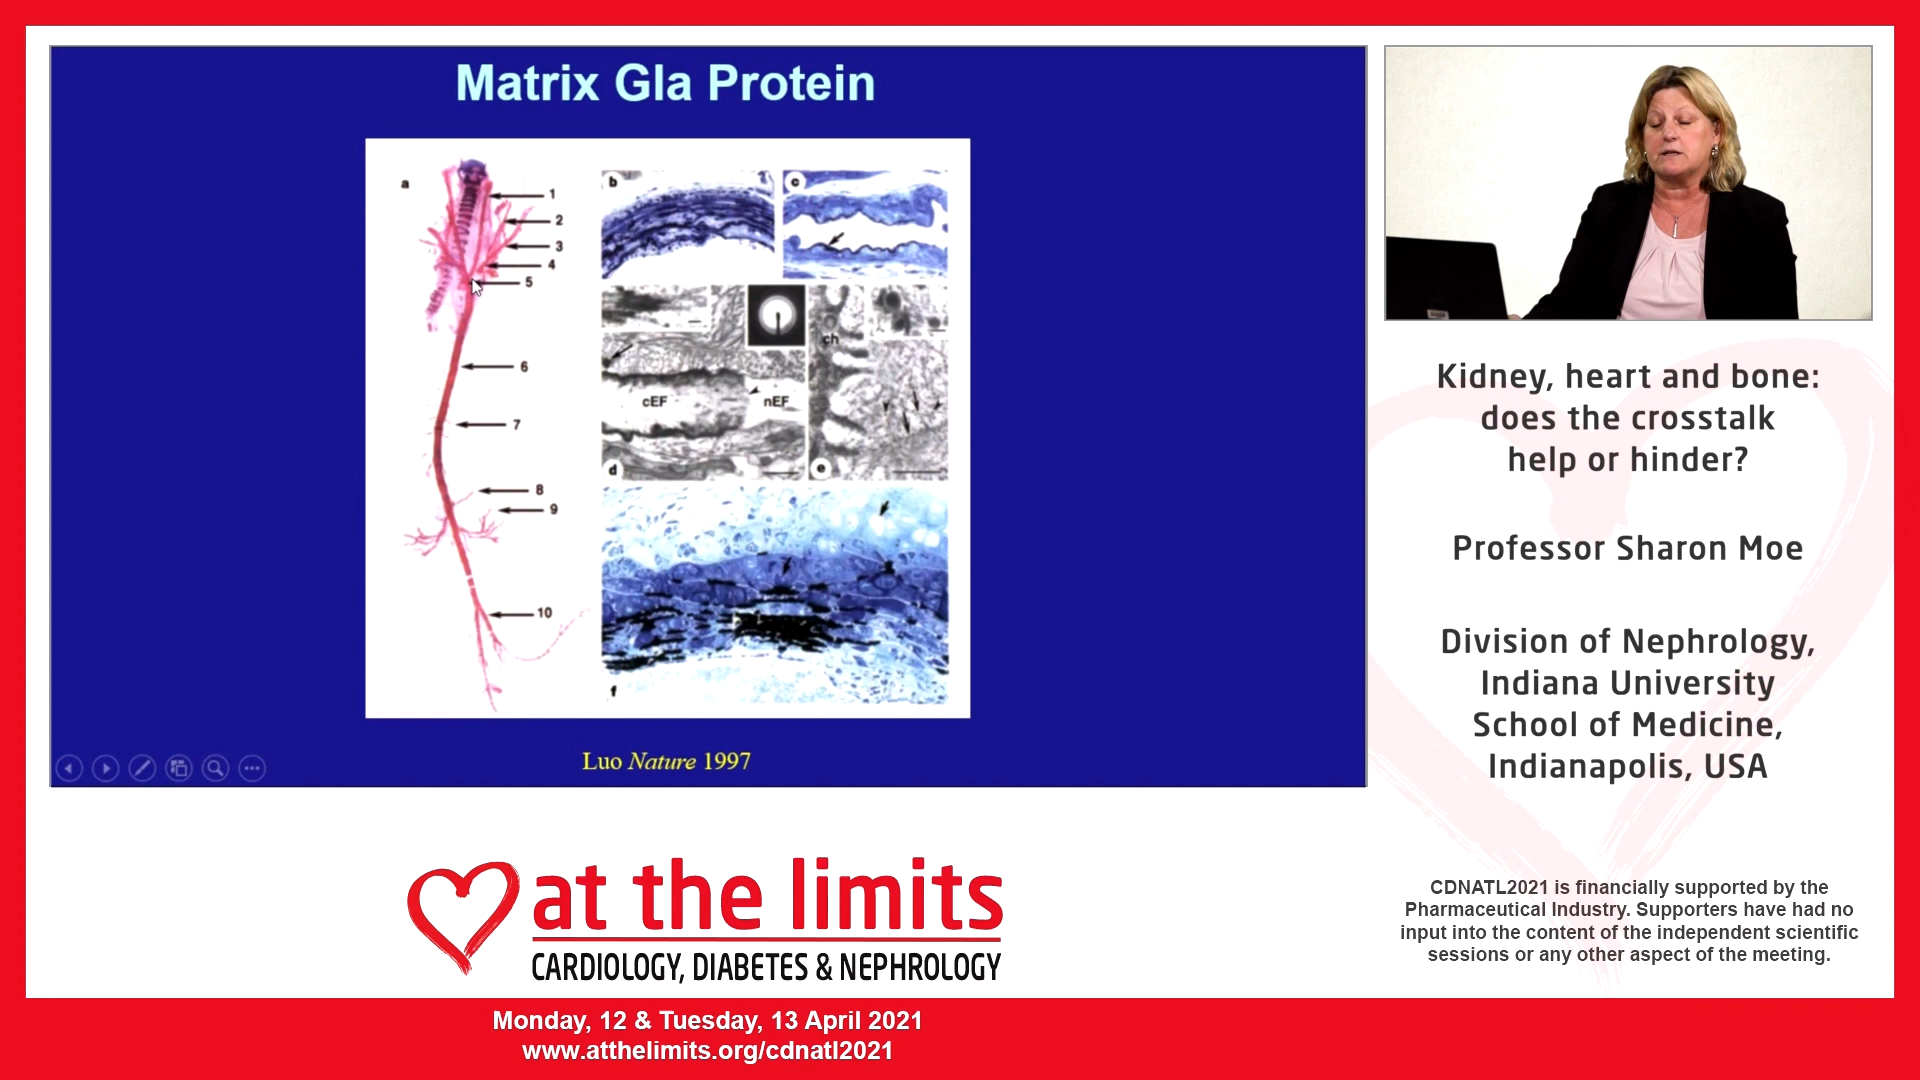 Matrix Gla Protein
a
1
2
3
4
5
6
7
8
9
10
b
c
ch
cEF
nEF
d
e
f
Luo Nature 1997
Kidney, heart and bone:
does the crosstalk
help or hinder?
Professor Sharon Moe
Division of Nephrology,
Indiana University
School of Medicine,
Indianapolis, USA
at the limits
CARDIOLOGY, DIABETES & NEPHROLOGY
CDNATL2021 is financially supported by the
Pharmaceutical Industry. Supporters have had no
input into the content of the independent scientific
sessions or any other aspect of the meeting.
Monday, 12 & Tuesday, 13 April 2021
www.atthelimits.org/cdnatl2021